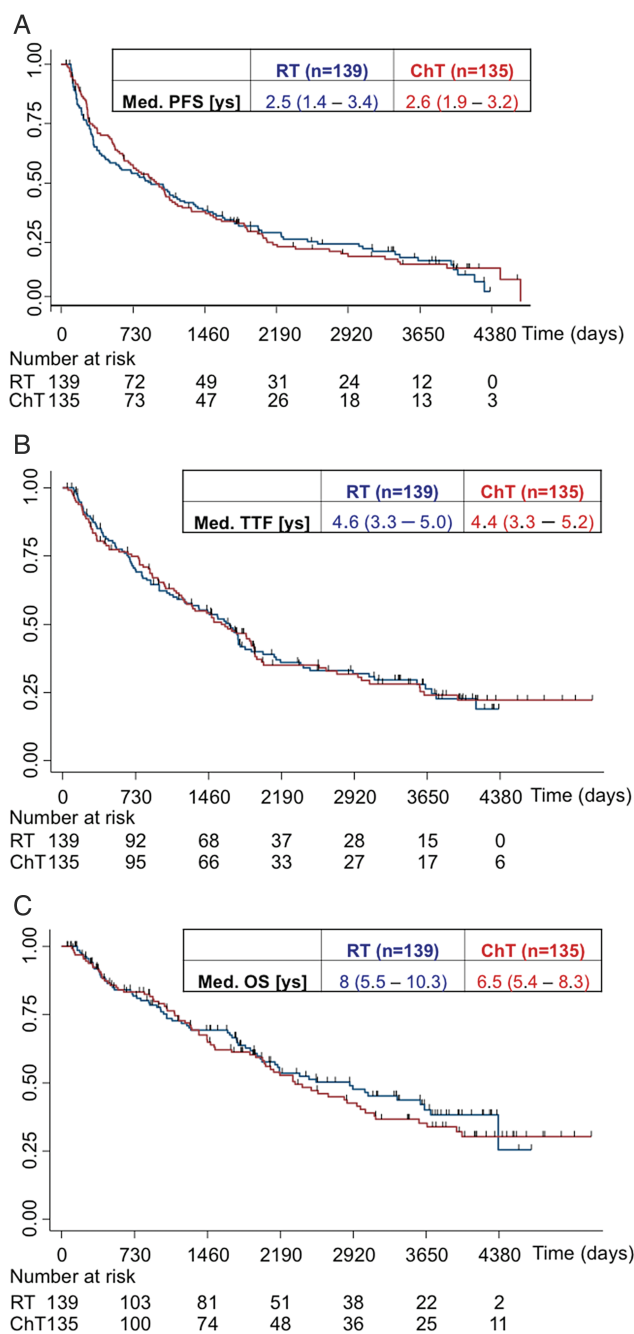 A
RT (n=139) ChT (n=135)
Med. PFS [ys] 2.5 (1.4 – 3.4) 2.6 (1.9 – 3.2)
1.00
0.75
0.50
0.25
0.00
0 730 1460 2190 2920 3650 4380 Time (days)
Number at risk
RT 139 72 49 31 24 12 0
ChT 135 73 47 26 18 13 3
B
RT (n=139) ChT (n=135)
Med. TTF [ys] 4.6 (3.3 – 5.0) 4.4 (3.3 – 5.2)
1.00
0.75
0.50
0.25
0.00
0 730 1460 2190 2920 3650 4380 Time (days)
Number at risk
RT 139 92 68 37 28 15 0
ChT 135 95 66 33 27 17 6
C
RT (n=139) ChT (n=135)
Med. OS [ys] 8 (5.5 – 10.3) 6.5 (5.4 – 8.3)
1.00
0.75
0.50
0.25
0.00
0 730 1460 2190 2920 3650 4380 Time (days)
Number at risk
RT 139 103 81 51 38 22 2
ChT 135 100 74 48 36 25 11